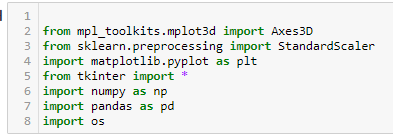 1
2 from mpl_toolkits.mplot3d import Axes3D
3 from sklearn.preprocessing import StandardScaler
4 import matplotlib.pyplot as plt
5 from tkinter import *
6 import numpy as np
7 import pandas as pd
8 import os